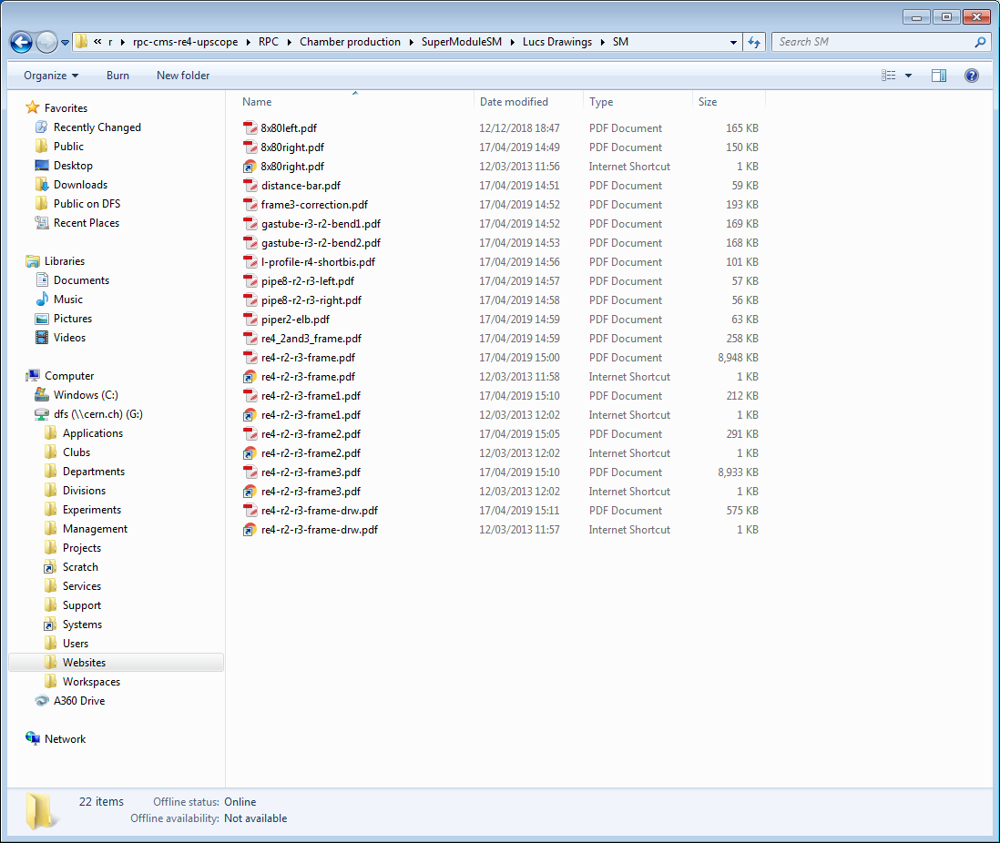 « r ▸ rpc-cms-re4-upscope ▸ RPC ▸ Chamber production ▸ SuperModuleSM ▸ Lucs Drawings ▸ SM
Search SM
Organize Burn New folder
Name Date modified Type Size
Favorites
Recently Changed
Public
Desktop
Downloads
Public on DFS
Recent Places
Libraries
Documents
Music
Pictures
Videos
Computer
Windows (C:)
dfs (\\cern.ch) (G:)
Applications
Clubs
Departments
Divisions
Experiments
Management
Projects
Scratch
Services
Support
Systems
Users
Websites
Workspaces
A360 Drive
Network
8x80left.pdf 12/12/2018 18:47 PDF Document 165 KB
8x80right.pdf 17/04/2019 14:49 PDF Document 150 KB
8x80right.pdf 12/03/2013 11:56 Internet Shortcut 1 KB
distance-bar.pdf 17/04/2019 14:51 PDF Document 59 KB
frame3-correction.pdf 17/04/2019 14:52 PDF Document 193 KB
gastube-r3-r2-bend1.pdf 17/04/2019 14:52 PDF Document 169 KB
gastube-r3-r2-bend2.pdf 17/04/2019 14:53 PDF Document 168 KB
l-profile-r4-shortbis.pdf 17/04/2019 14:56 PDF Document 101 KB
pipe8-r2-r3-left.pdf 17/04/2019 14:57 PDF Document 57 KB
pipe8-r2-r3-right.pdf 17/04/2019 14:58 PDF Document 56 KB
piper2-elb.pdf 17/04/2019 14:59 PDF Document 63 KB
re4_2and3_frame.pdf 17/04/2019 14:59 PDF Document 258 KB
re4-r2-r3-frame.pdf 17/04/2019 15:00 PDF Document 8,948 KB
re4-r2-r3-frame.pdf 12/03/2013 11:58 Internet Shortcut 1 KB
re4-r2-r3-frame1.pdf 17/04/2019 15:10 PDF Document 212 KB
re4-r2-r3-frame1.pdf 12/03/2013 12:02 Internet Shortcut 1 KB
re4-r2-r3-frame2.pdf 17/04/2019 15:05 PDF Document 291 KB
re4-r2-r3-frame2.pdf 12/03/2013 12:02 Internet Shortcut 1 KB
re4-r2-r3-frame3.pdf 17/04/2019 15:10 PDF Document 8,933 KB
re4-r2-r3-frame3.pdf 12/03/2013 12:02 Internet Shortcut 1 KB
re4-r2-r3-frame-drw.pdf 17/04/2019 15:11 PDF Document 575 KB
re4-r2-r3-frame-drw.pdf 12/03/2013 11:57 Internet Shortcut 1 KB
22 items Offline status: Online
Offline availability: Not available